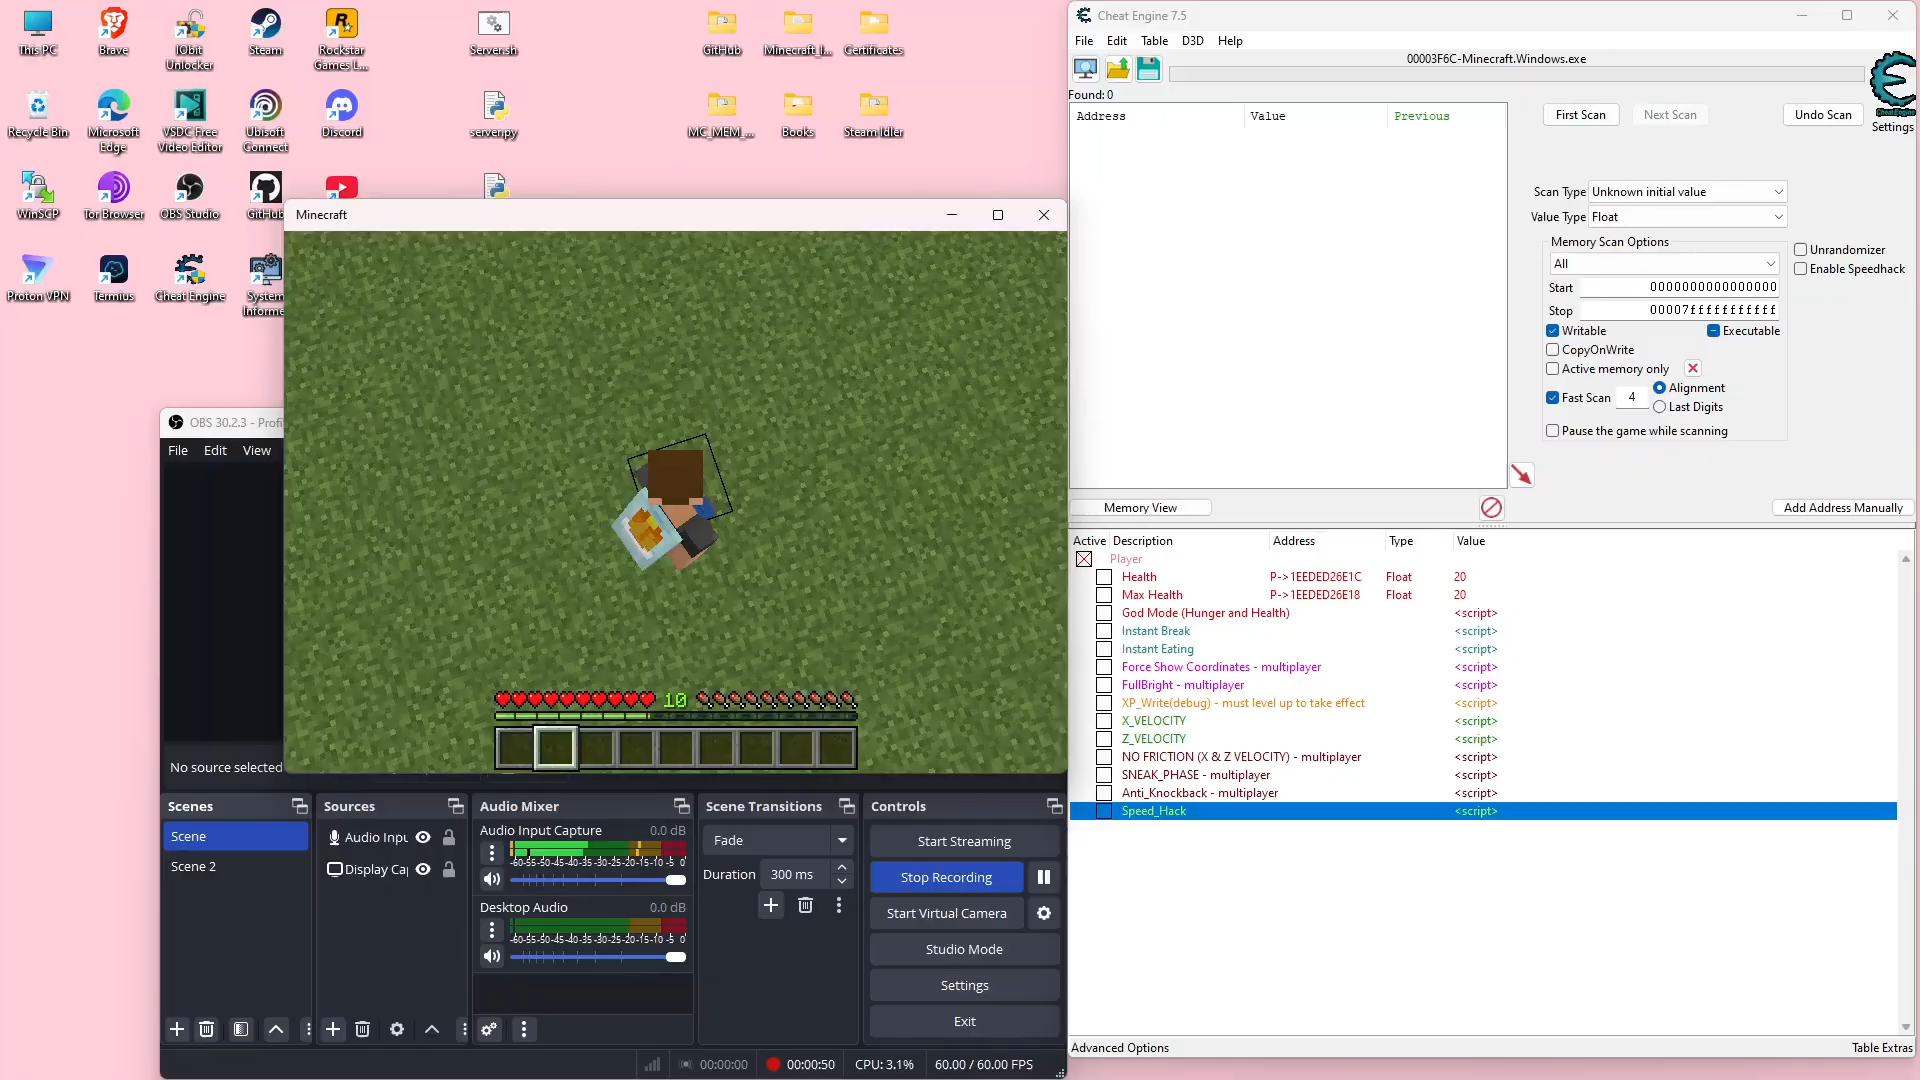 This PC
Brave
IObit Unlocker
Steam
Rockstar Games L...
Server.sh
GitHub
Minecraft_I...
Certificates
Recycle Bin
Microsoft Edge
VSDC Free Video Editor
Ubisoft Connect
Discord
server.py
MC_MEM_...
Books
Steam Idler
WinSCP
Tor Browser
OBS Studio
Proton VPN
Termius
Cheat Engine
Minecraft
10
OBS 30.2.3 - Profi
File Edit View
No source selected
Scenes
Scene
Scene 2
Sources
Audio Inpu
Display Ca
Audio Mixer
Audio Input Capture 0.0 dB
-60-55-50-45-40-35-30-25-20-15-10 -5 0
Desktop Audio 0.0 dB
-60-55-50-45-40-35-30-25-20-15-10 -5 0
Scene Transitions
Fade
Duration 300 ms
Controls
Start Streaming
Stop Recording
Start Virtual Camera
Studio Mode
Settings
Exit
00:00:00 00:00:50 CPU: 3.1% 60.00 / 60.00 FPS
Cheat Engine 7.5
File Edit Table D3D Help
00003F6C-Minecraft.Windows.exe
Found: 0
Address Value Previous
First Scan Next Scan Undo Scan
Settings
Scan Type Unknown initial value
Value Type Float
Memory Scan Options
All
Start 0000000000000000
Stop 00007fffffffffff
Writable Executable
CopyOnWrite
Active memory only
Fast Scan 4 Alignment
Last Digits
Pause the game while scanning
Unrandomizer
Enable Speedhack
Memory View Add Address Manually
Active Description Address Type Value
Player
Health P->1EEDED26E1C Float 20
Max Health P->1EEDED26E18 Float 20
God Mode (Hunger and Health) <script>
Instant Break <script>
Instant Eating <script>
Force Show Coordinates - multiplayer <script>
FullBright - multiplayer <script>
XP_Write(debug) - must level up to take effect <script>
X_VELOCITY <script>
Z_VELOCITY <script>
NO FRICTION (X & Z VELOCITY) - multiplayer <script>
SNEAK_PHASE - multiplayer <script>
Anti_Knockback - multiplayer <script>
Speed_Hack <script>
Advanced Options Table Extras